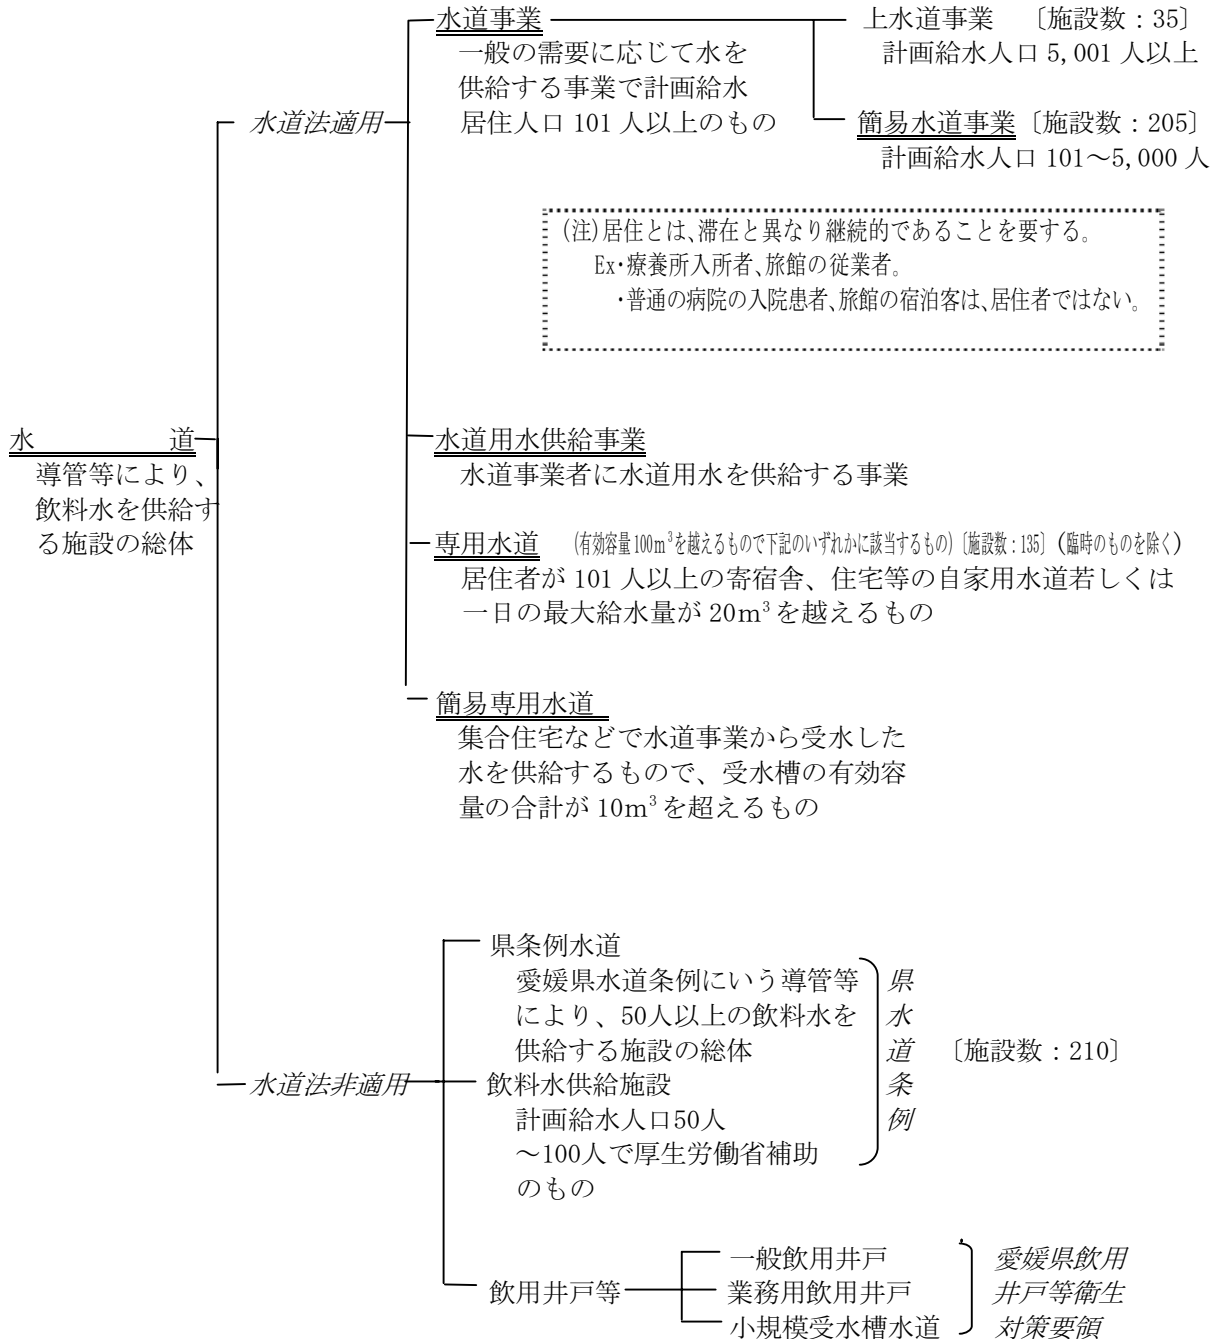 水道事業
一般の需要に応じて水を
供給する事業で計画給水
居住人口 101 人以上のもの
上水道事業 〔施設数：35〕
計画給水人口 5,001 人以上
簡易水道事業〔施設数：205〕
計画給水人口 101～5,000 人
水道法適用
(注)居住とは、滞在と異なり継続的であることを要する。
Ex・療養所入所者、旅館の従業者。
・普通の病院の入院患者、旅館の宿泊客は、居住者ではない。
水 道
導管等により、
飲料水を供給す
る施設の総体
水道用水供給事業
水道事業者に水道用水を供給する事業
専用水道 (有効容量 100m³を越えるもので下記のいずれかに該当するもの)〔施設数：135〕(臨時のものを除く)
居住者が 101 人以上の寄宿舎、住宅等の自家用水道若しくは
一日の最大給水量が 20m³を越えるもの
簡易専用水道
集合住宅などで水道事業から受水した
水を供給するもので、受水槽の有効容
量の合計が 10m³を超えるもの
水道法非適用
県条例水道
愛媛県水道条例にいう導管等
により、50人以上の飲料水を
供給する施設の総体
飲料水供給施設
計画給水人口50人
～100人で厚生労働省補助
のもの
県水道条例
〔施設数：210〕
飲用井戸等
一般飲用井戸
業務用飲用井戸
小規模受水槽水道
愛媛県飲用
井戸等衛生
対策要領